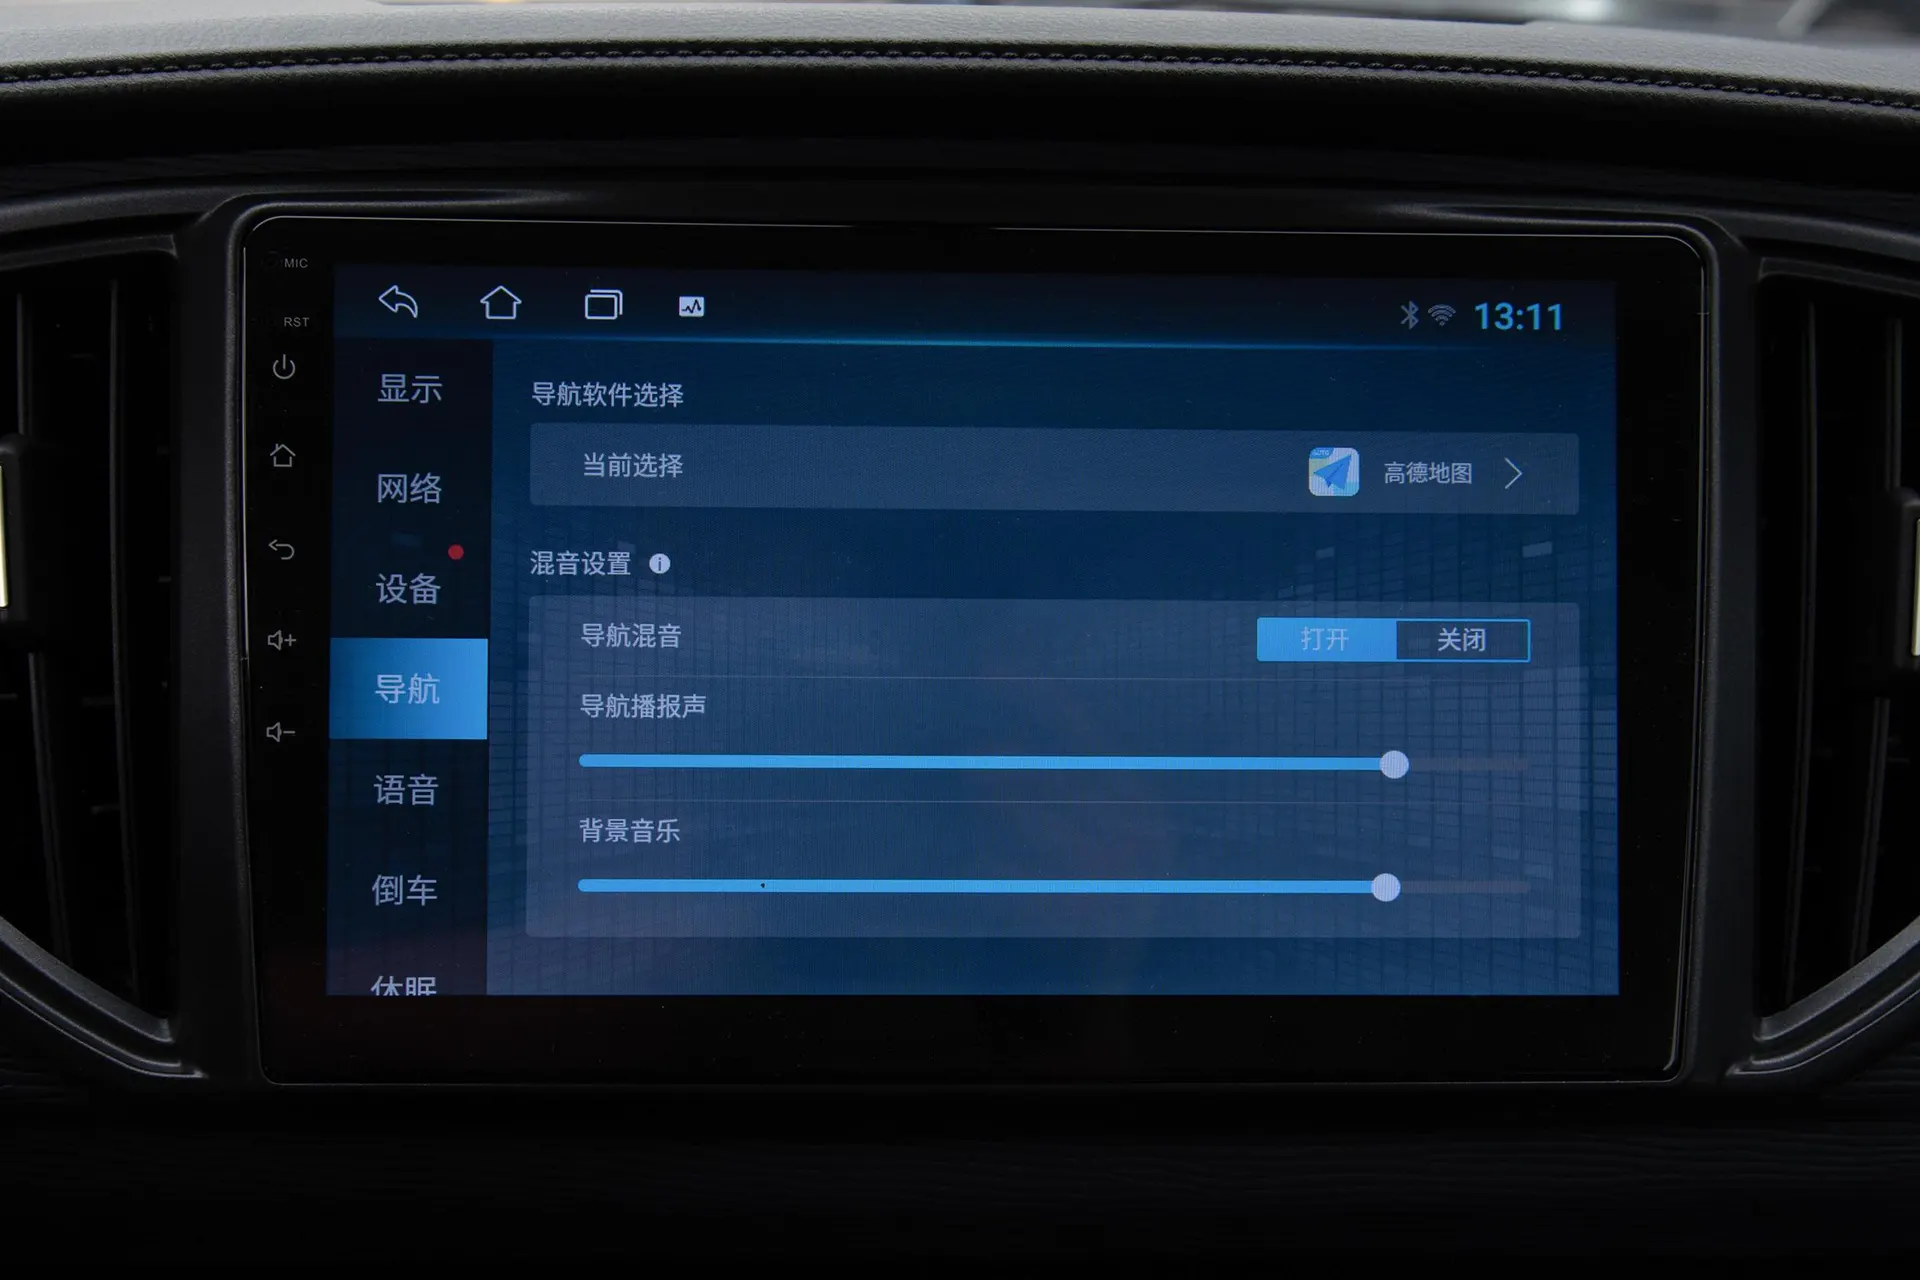 MIC
RST
13:11
显示
网络
设备
导航
语音
倒车
休眠
导航软件选择
当前选择
高德地图
混音设置
导航混音
打开
关闭
导航播报声
背景音乐